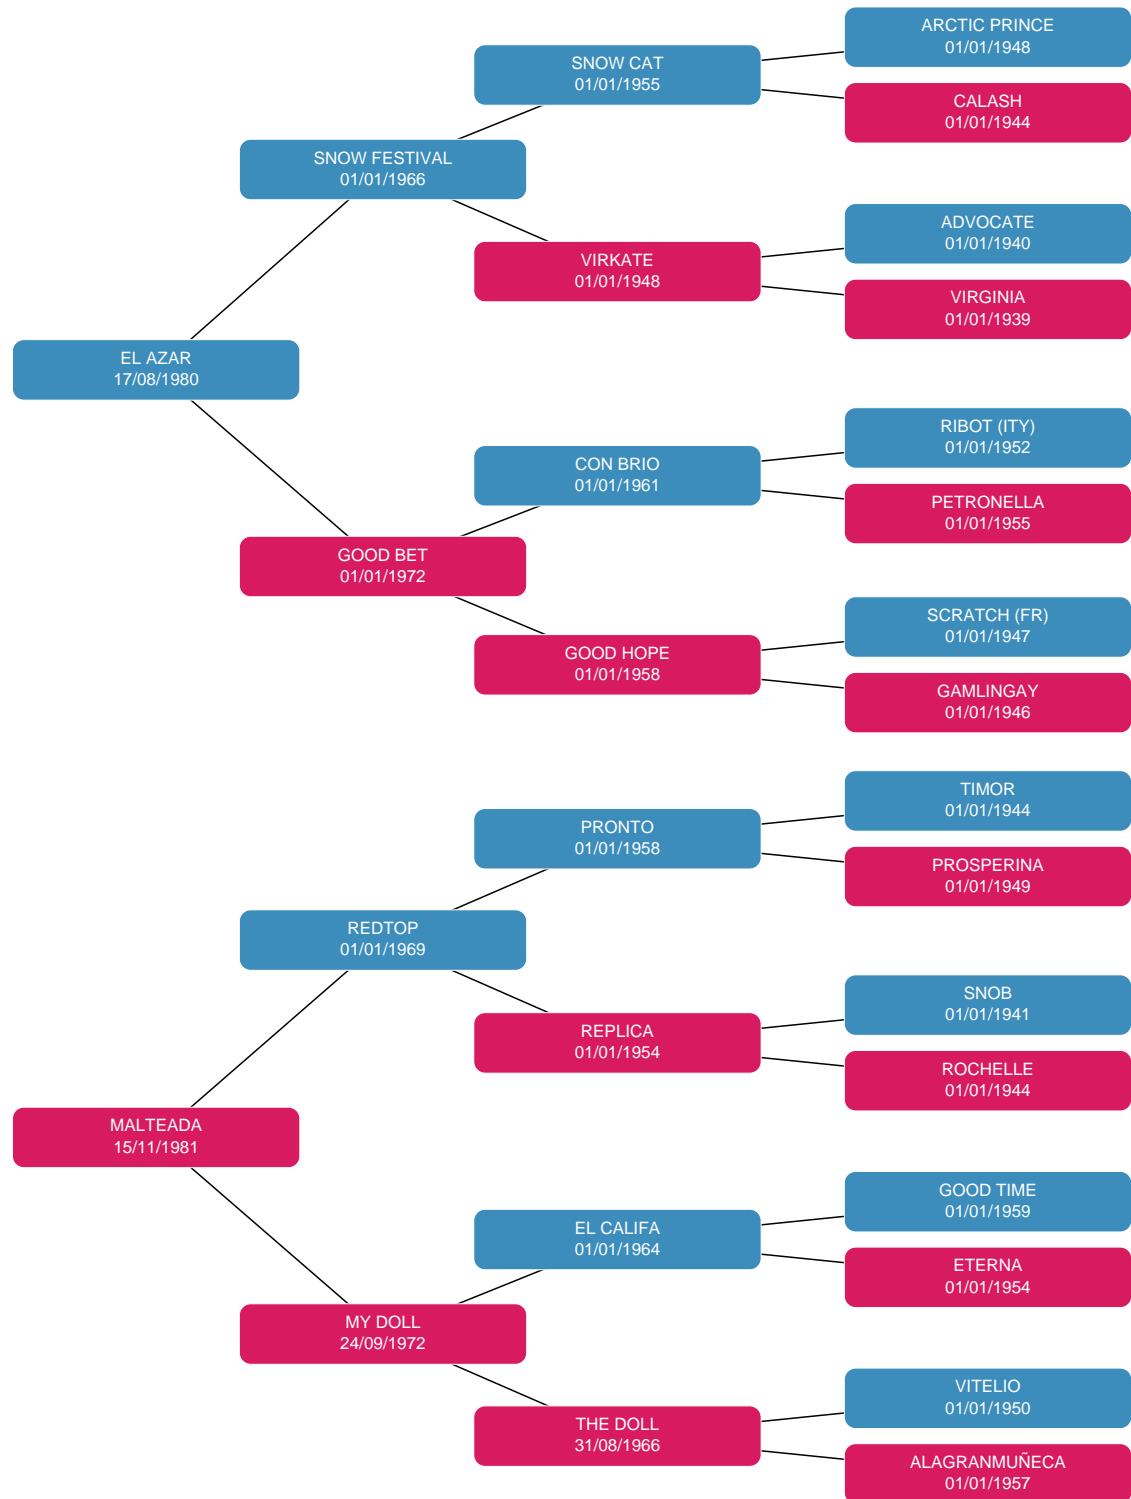 ARCTIC PRINCE
01/01/1948
SNOW CAT
01/01/1955
CALASH
01/01/1944
SNOW FESTIVAL
01/01/1966
ADVOCATE
01/01/1940
VIRKATE
01/01/1948
VIRGINIA
01/01/1939
EL AZAR
17/08/1980
RIBOT (ITY)
01/01/1952
CON BRIO
01/01/1961
PETRONELLA
01/01/1955
GOOD BET
01/01/1972
SCRATCH (FR)
01/01/1947
GOOD HOPE
01/01/1958
GAMLINGAY
01/01/1946
TIMOR
01/01/1944
PRONTO
01/01/1958
PROSPERINA
01/01/1949
REDTOP
01/01/1969
SNOB
01/01/1941
REPLICA
01/01/1954
ROCHELLE
01/01/1944
MALTEADA
15/11/1981
GOOD TIME
01/01/1959
EL CALIFA
01/01/1964
ETERNA
01/01/1954
MY DOLL
24/09/1972
VITELIO
01/01/1950
THE DOLL
31/08/1966
ALAGRANMUÑECA
01/01/1957